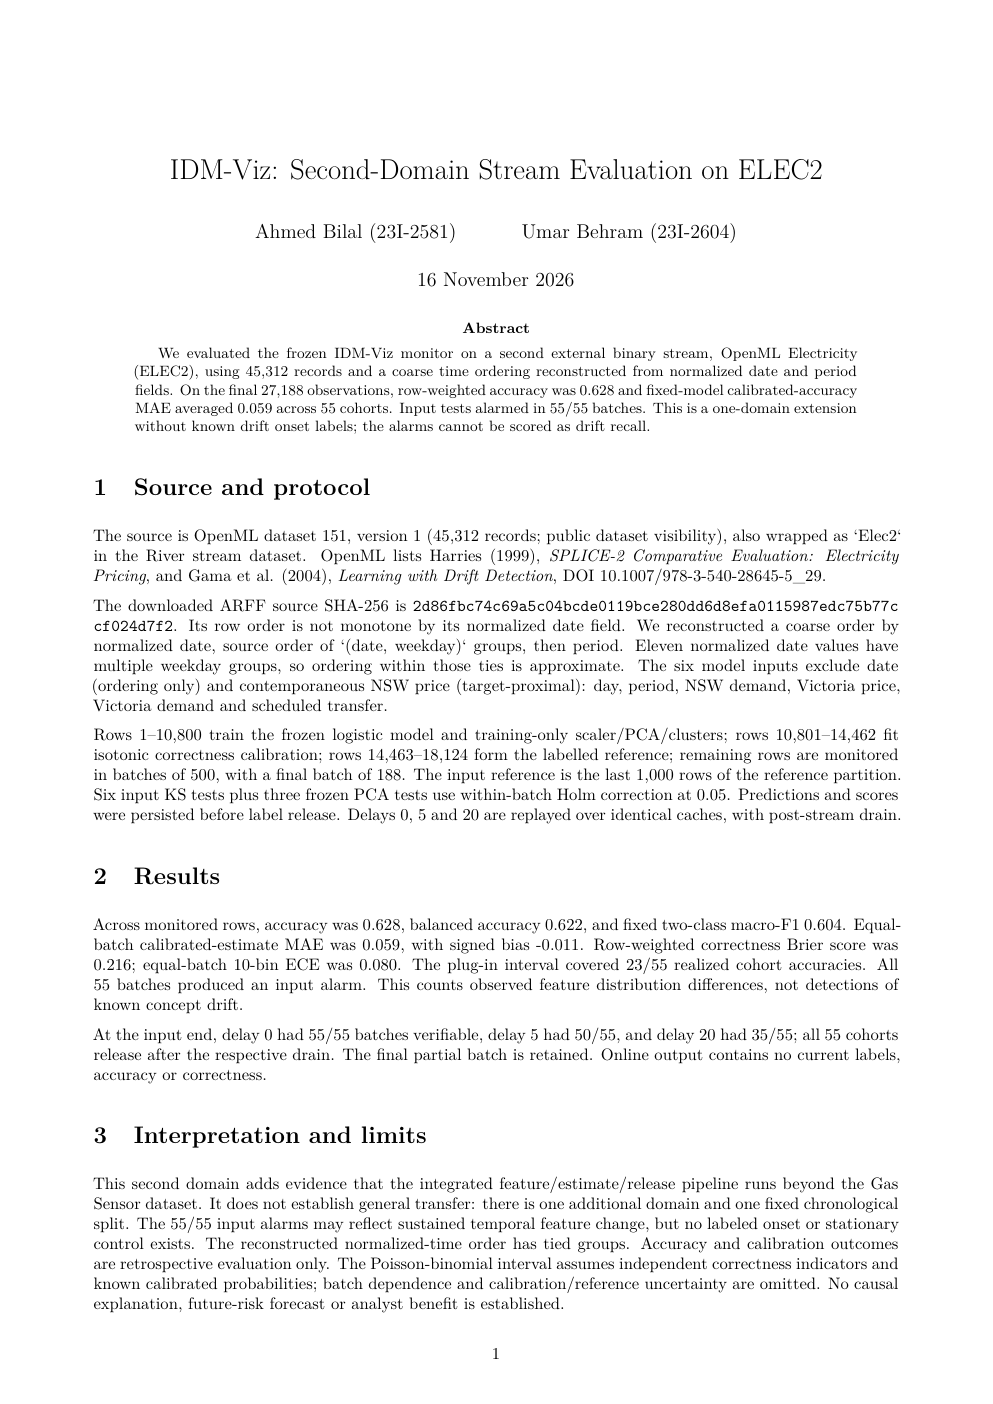 IDM-Viz: Second-Domain Stream Evaluation on ELEC2
Ahmed Bilal (23I-2581) Umar Behram (23I-2604)
16 November 2026
Abstract
We evaluated the frozen IDM-Viz monitor on a second external binary stream, OpenML Electricity
(ELEC2), using 45,312 records and a coarse time ordering reconstructed from normalized date and period
fields. On the final 27,188 observations, row-weighted accuracy was 0.628 and fixed-model calibrated-accuracy
MAE averaged 0.059 across 55 cohorts. Input tests alarmed in 55/55 batches. This is a one-domain extension
without known drift onset labels; the alarms cannot be scored as drift recall.
1 Source and protocol
The source is OpenML dataset 151, version 1 (45,312 records; public dataset visibility), also wrapped as ‘Elec2‘
in the River stream dataset. OpenML lists Harries (1999), SPLICE-2 Comparative Evaluation: Electricity
Pricing, and Gama et al. (2004), Learning with Drift Detection, DOI 10.1007/978-3-540-28645-5_29.
The downloaded ARFF source SHA-256 is 2d86fbc74c69a5c04bcde0119bce280dd6d8efa0115987edc75b77c
cf024d7f2. Its row order is not monotone by its normalized date field. We reconstructed a coarse order by
normalized date, source order of ‘(date, weekday)‘ groups, then period. Eleven normalized date values have
multiple weekday groups, so ordering within those ties is approximate. The six model inputs exclude date
(ordering only) and contemporaneous NSW price (target-proximal): day, period, NSW demand, Victoria price,
Victoria demand and scheduled transfer.
Rows 1–10,800 train the frozen logistic model and training-only scaler/PCA/clusters; rows 10,801–14,462 fit
isotonic correctness calibration; rows 14,463–18,124 form the labelled reference; remaining rows are monitored
in batches of 500, with a final batch of 188. The input reference is the last 1,000 rows of the reference partition.
Six input KS tests plus three frozen PCA tests use within-batch Holm correction at 0.05. Predictions and scores
were persisted before label release. Delays 0, 5 and 20 are replayed over identical caches, with post-stream drain.
2 Results
Across monitored rows, accuracy was 0.628, balanced accuracy 0.622, and fixed two-class macro-F1 0.604. Equal-
batch calibrated-estimate MAE was 0.059, with signed bias -0.011. Row-weighted correctness Brier score was
0.216; equal-batch 10-bin ECE was 0.080. The plug-in interval covered 23/55 realized cohort accuracies. All
55 batches produced an input alarm. This counts observed feature distribution differences, not detections of
known concept drift.
At the input end, delay 0 had 55/55 batches verifiable, delay 5 had 50/55, and delay 20 had 35/55; all 55 cohorts
release after the respective drain. The final partial batch is retained. Online output contains no current labels,
accuracy or correctness.
3 Interpretation and limits
This second domain adds evidence that the integrated feature/estimate/release pipeline runs beyond the Gas
Sensor dataset. It does not establish general transfer: there is one additional domain and one fixed chronological
split. The 55/55 input alarms may reflect sustained temporal feature change, but no labeled onset or stationary
control exists. The reconstructed normalized-time order has tied groups. Accuracy and calibration outcomes
are retrospective evaluation only. The Poisson-binomial interval assumes independent correctness indicators and
known calibrated probabilities; batch dependence and calibration/reference uncertainty are omitted. No causal
explanation, future-risk forecast or analyst benefit is established.
1